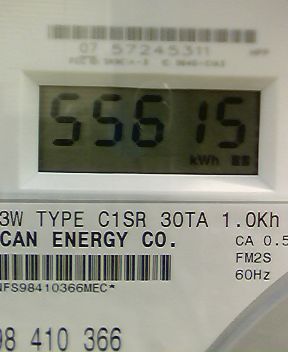 07 57245311
55615
kWh
3W TYPE C1SR 30TA 1.0Kh
CAN ENERGY CO.
CA 0.5
FM2S
NFS98410366MEC*
60Hz
98 410 366